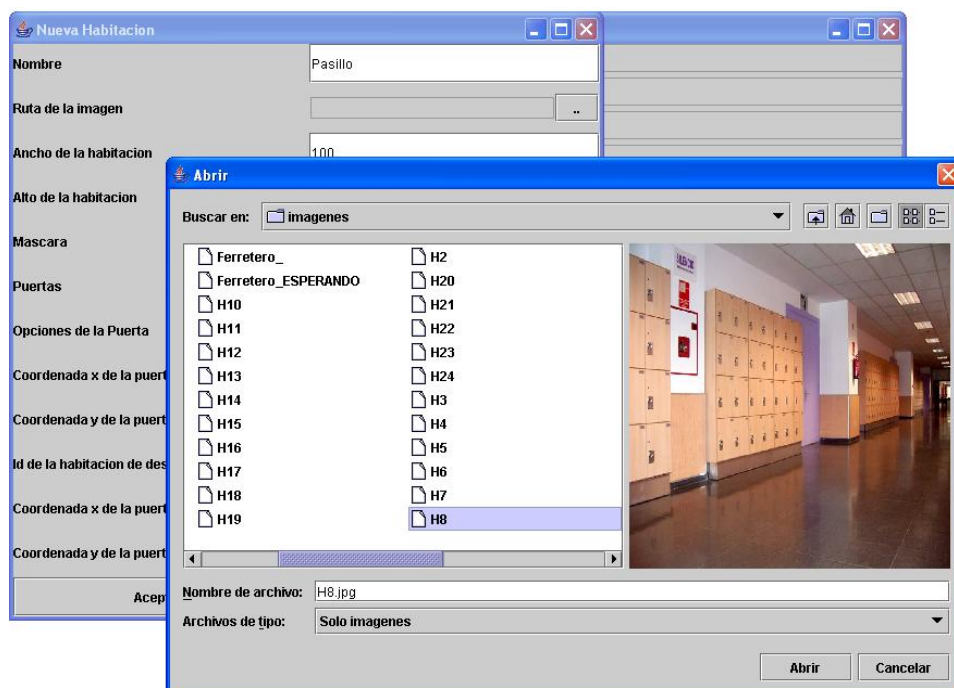 Nueva Habitacion
Nombre
Pasillo
Ruta de la imagen
..
Ancho de la habitacion
100
Alto de la habitacion
Mascara
Puertas
Opciones de la Puerta
Coordenada x de la puert
Coordenada y de la puert
Id de la habitacion de des
Coordenada x de la puert
Coordenada y de la puert
Acep
Abrir
Buscar en:
imagenes
Ferretero_
Ferretero_ESPERANDO
H10
H11
H12
H13
H14
H15
H16
H17
H18
H19
H2
H20
H21
H22
H23
H24
H3
H4
H5
H6
H7
H8
Nombre de archivo:
H8.jpg
Archivos de tipo:
Solo imagenes
Abrir
Cancelar